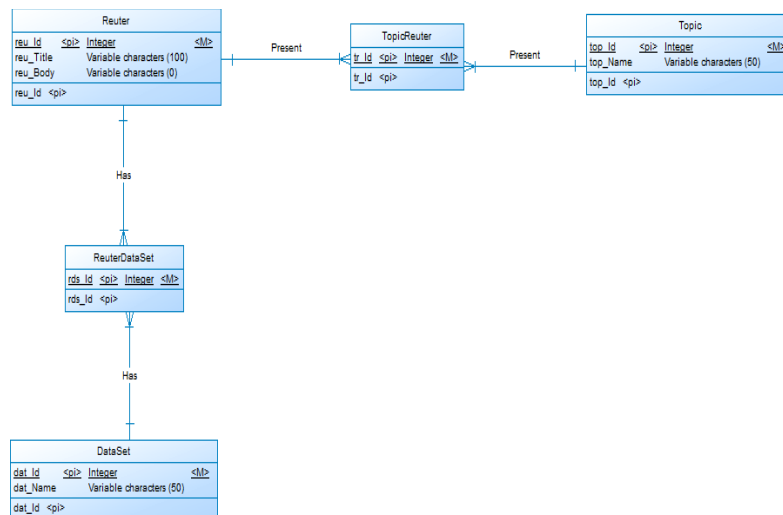 Reuter
reu_Id <pi> Integer <M>
reu_Title Variable characters (100)
reu_Body Variable characters (0)
reu_Id <pi>
Present
TopicReuter
tr_Id <pi> Integer <M>
tr_Id <pi>
Present
Topic
top_Id <pi> Integer <M>
top_Name Variable characters (50)
top_Id <pi>
Has
ReuterDataSet
rds_Id <pi> Integer <M>
rds_Id <pi>
Has
DataSet
dat_Id <pi> Integer <M>
dat_Name Variable characters (50)
dat_Id <pi>